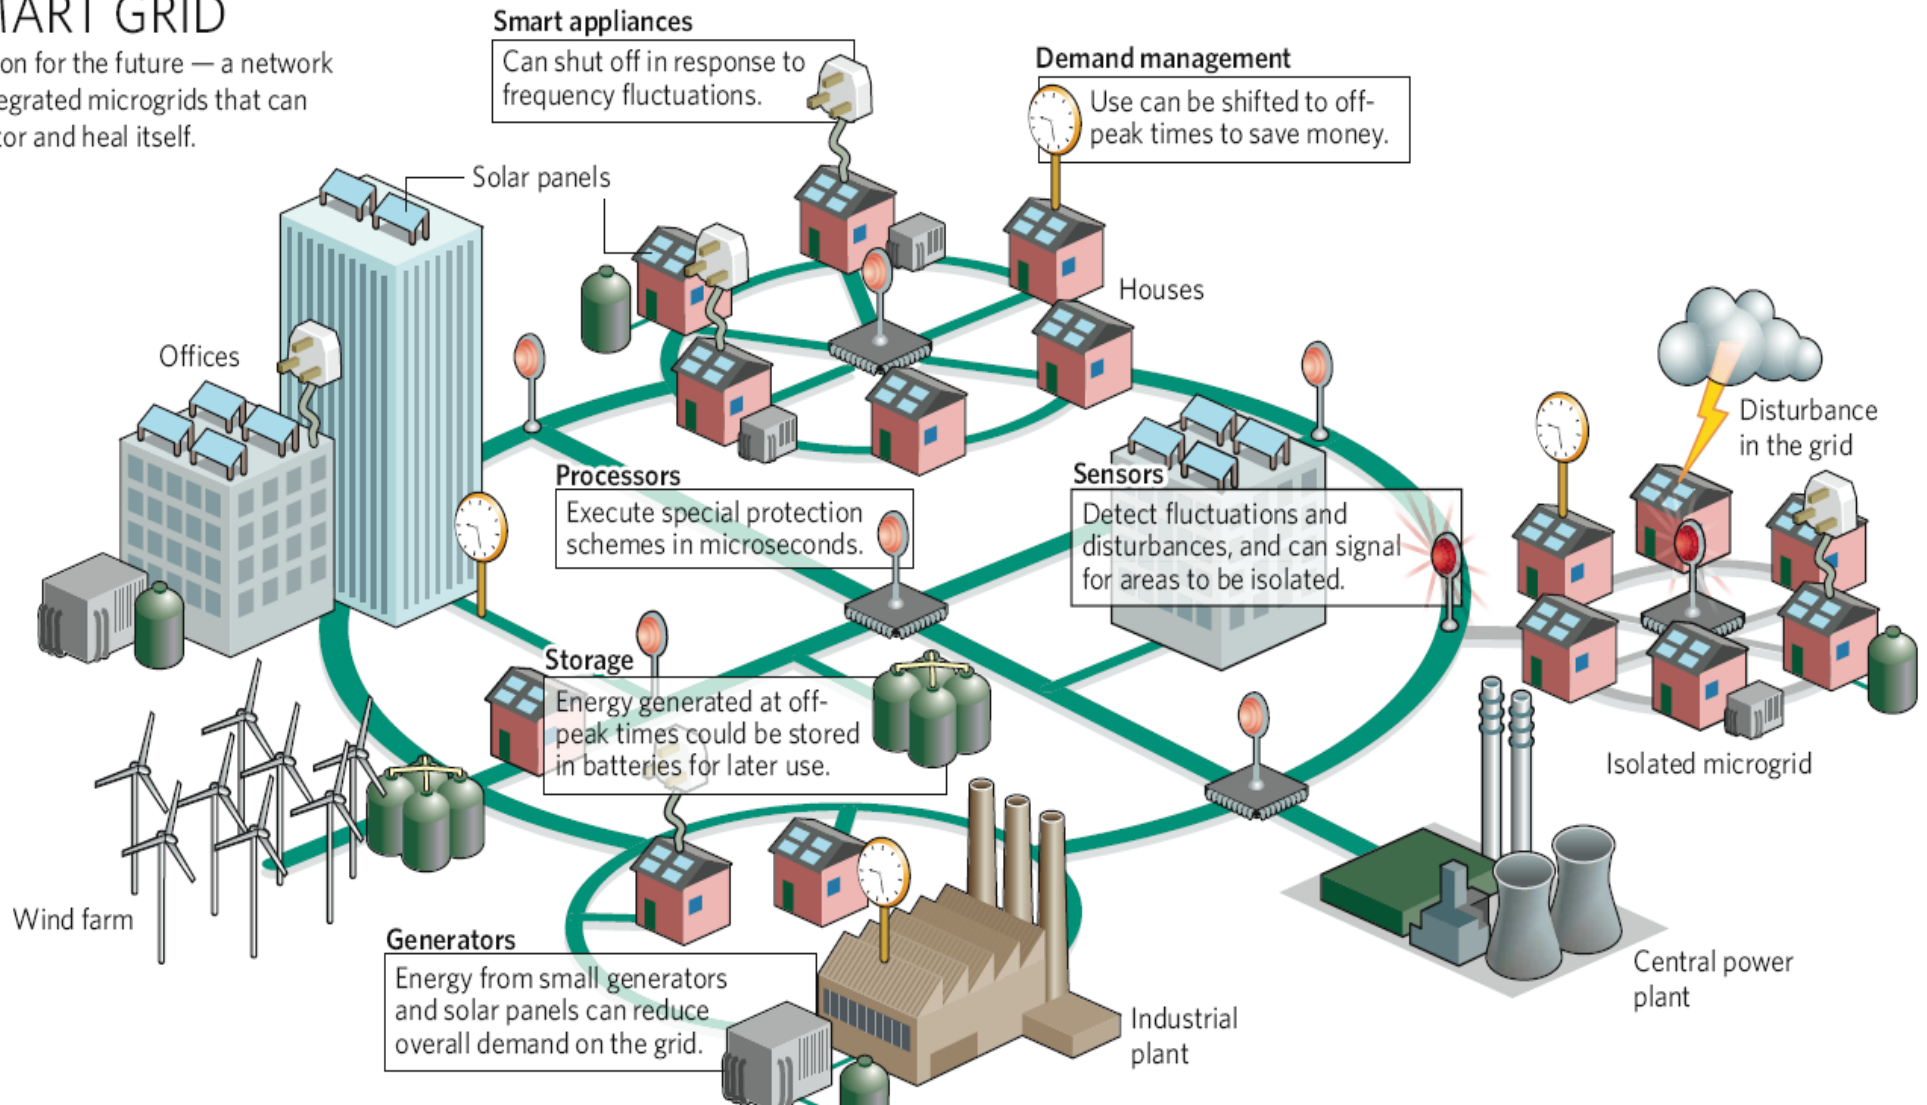 GRID
on for the future — a network
egrated microgrids that can
or and heal itself.
Smart appliances
Can shut off in response to
frequency fluctuations.
Demand management
Use can be shifted to off-
peak times to save money.
Solar panels
Houses
Offices
Disturbance
in the grid
Processors
Execute special protection
schemes in microseconds.
Sensors
Detect fluctuations and
disturbances, and can signal
for areas to be isolated.
Storage
Energy generated at off-
peak times could be stored
in batteries for later use.
Isolated microgrid
Wind farm
Generators
Energy from small generators
and solar panels can reduce
overall demand on the grid.
Industrial
plant
Central power
plant